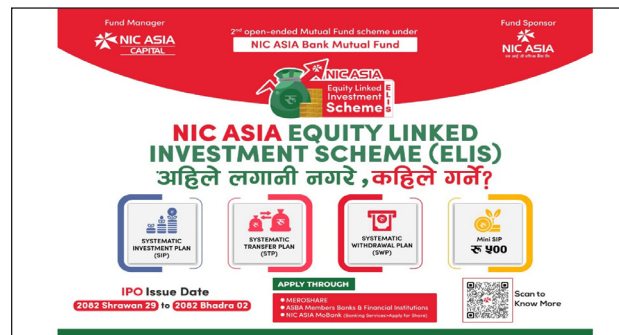 Fund Manager
NIC ASIA
CAPITAL
2nd open-ended Mutual Fund scheme under
NIC ASIA Bank Mutual Fund
Fund Sponsor
NIC ASIA
NIC ASIA
Equity Linked
Investment
Scheme
ELIS
NIC ASIA EQUITY LINKED
INVESTMENT SCHEME (ELIS)
अहिले लगानी नगरे, कहिले गर्ने?
SYSTEMATIC
INVESTMENT PLAN
(SIP)
SYSTEMATIC
TRANSFER PLAN
(STP)
SYSTEMATIC
WITHDRAWAL PLAN
(SWP)
Mini SIP
रू ५००
IPO Issue Date
2082 Shrawan 29 to 2082 Bhadra 02
APPLY THROUGH
• MEROSHARE
• ASBA Members Banks & Financial Institutions
• NIC ASIA MoBank (Banking Services>Apply for Share)
Scan to
Know More